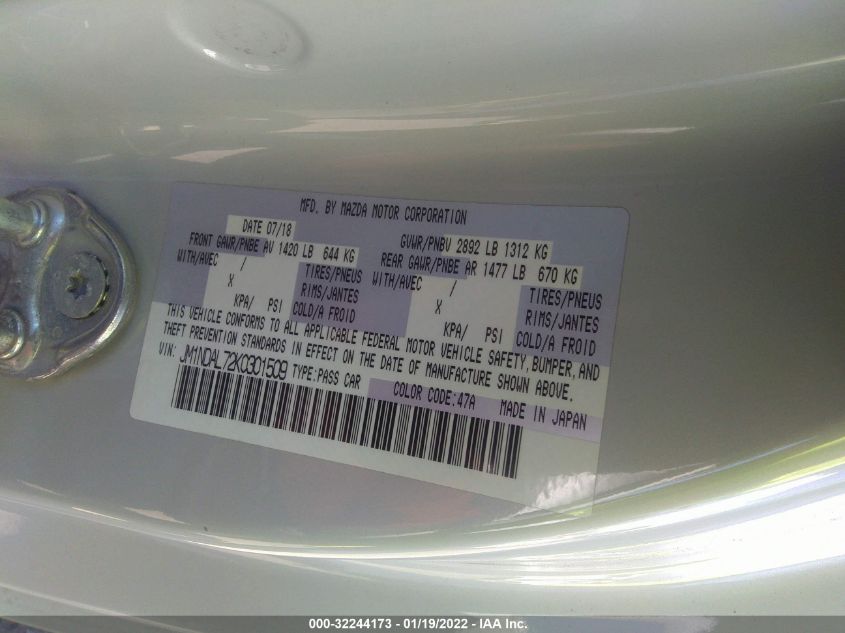 MFD. BY MAZDA MOTOR CORPORATION
DATE 07/18 GVWR/PNBV 2892 LB 1312 KG
FRONT GAWR/PNBE AV 1420 LB 644 KG REAR GAWR/PNBE AR 1477 LB 670 KG
WITH/AVEC / TIRES/PNEUS WITH/AVEC / TIRES/PNEUS
X RIMS/JANTES X RIMS/JANTES
KPA/ PSI COLD/A FROID KPA/ PSI COLD/A FROID
THIS VEHICLE CONFORMS TO ALL APPLICABLE FEDERAL MOTOR VEHICLE SAFETY, BUMPER, AND
THEFT PREVENTION STANDARDS IN EFFECT ON THE DATE OF MANUFACTURE SHOWN ABOVE.
VIN: JM1NDAL72K0301509 TYPE:PASS CAR
COLOR CODE:47A MADE IN JAPAN
000-32244173 - 01/19/2022 - IAA Inc.